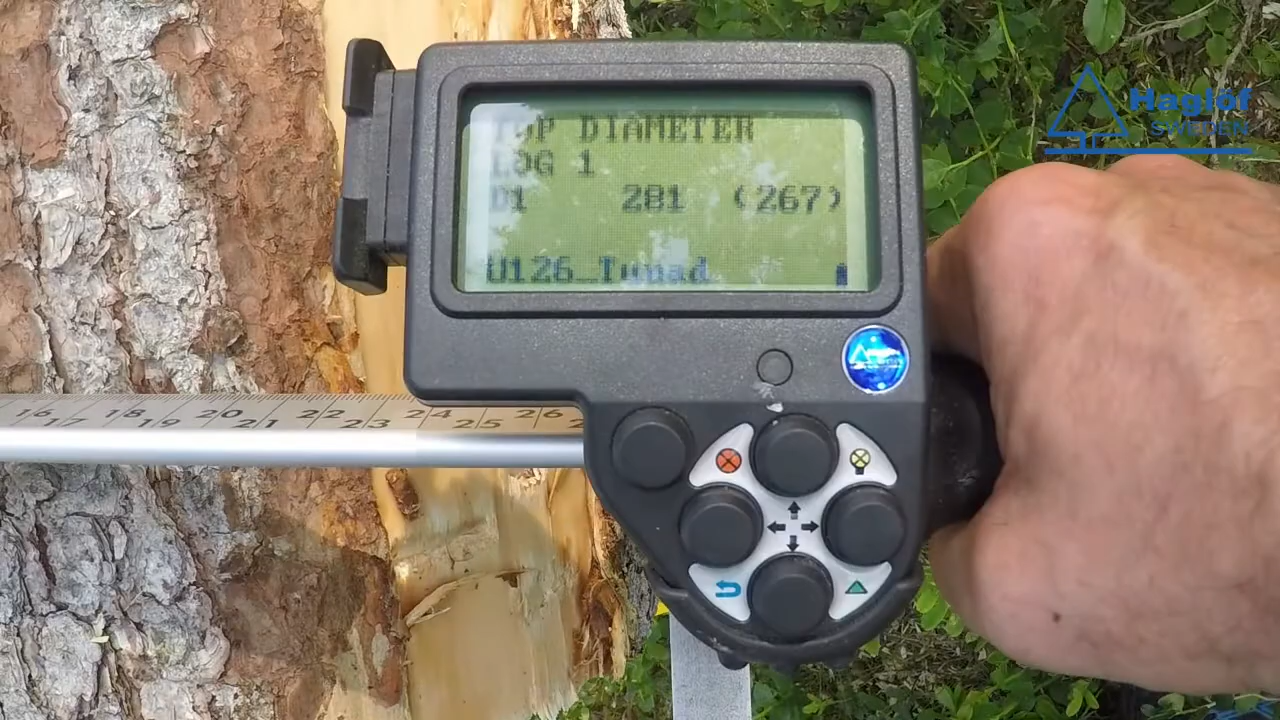 TOP DIAMETER
LOG 1
D1 281 (267)
Haglöf
SWEDEN
16 17 18 19 20 21 22 23 24 25 26